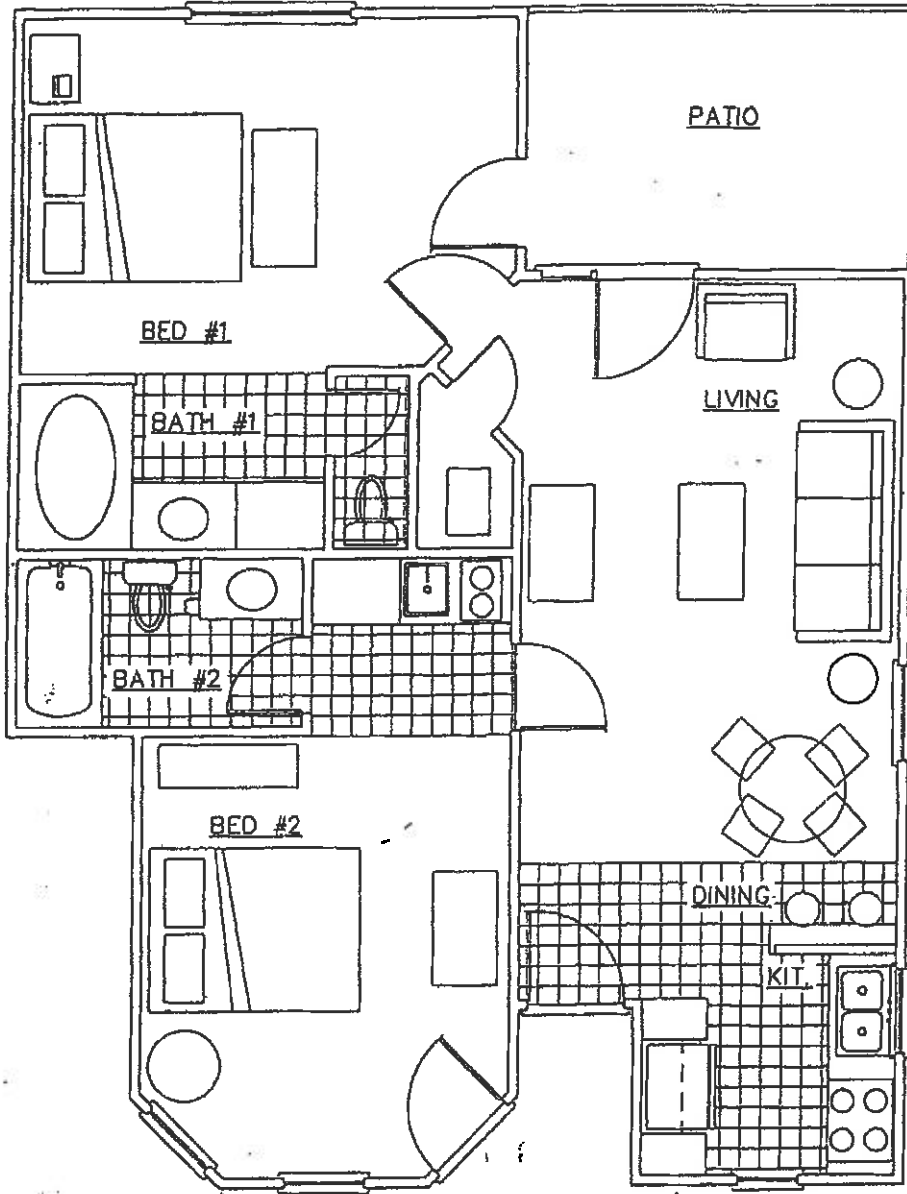 PATIO
BED #1
LIVING
BATH #1
BATH #2
BED #2
DINING
KIT.